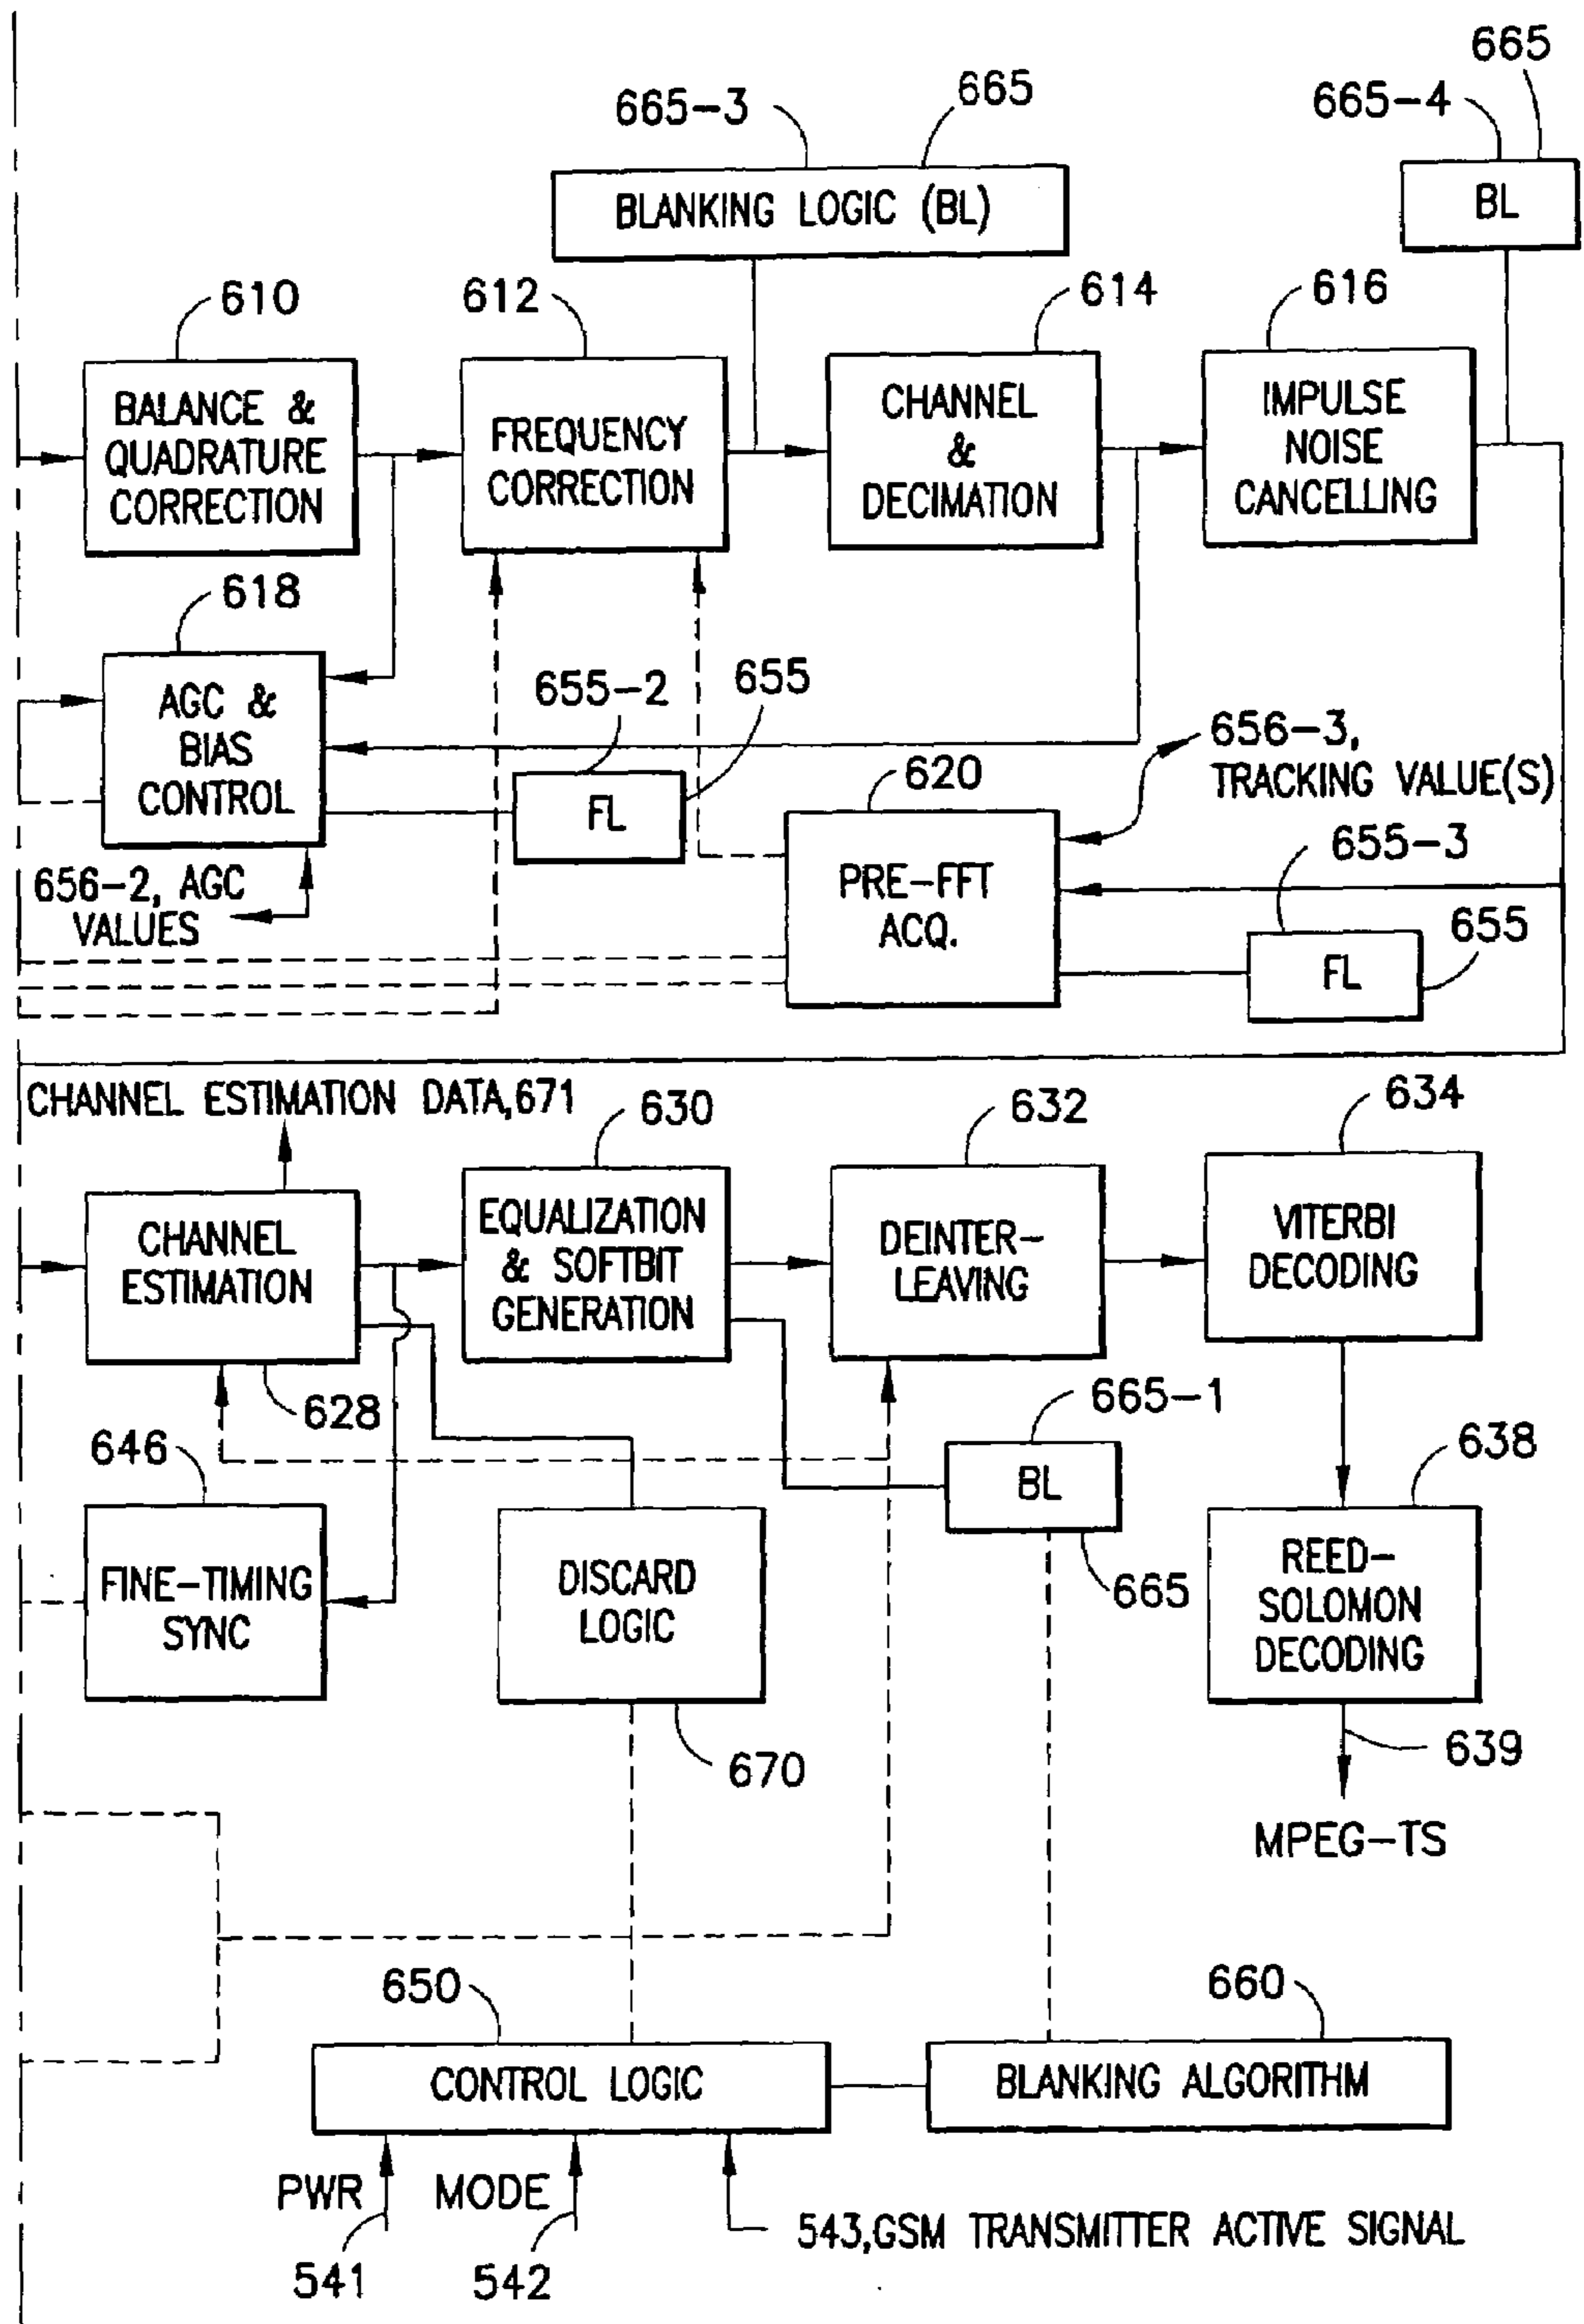 665
665-3
665
665-4
BLANKING LOGIC (BL)
BL
610
612
614
616
BALANCE &
QUADRATURE
CORRECTION
FREQUENCY
CORRECTION
CHANNEL
&
DECIMATION
IMPULSE
NOISE
CANCELLING
618
AGC &
BIAS
CONTROL
655-2
655
FL
656-2, AGC
VALUES
620
PRE-FFT
ACQ.
656-3,
TRACKING VALUE(S)
655-3
655
FL
CHANNEL ESTIMATION DATA,671
630
632
634
CHANNEL
ESTIMATION
EQUALIZATION
& SOFTBIT
GENERATION
DEINTER-
LEAVING
VITERBI
DECODING
628
646
FINE-TIMING
SYNC
DISCARD
LOGIC
670
665-1
BL
665
638
REED-
SOLOMON
DECODING
639
MPEG-TS
650
CONTROL LOGIC
660
BLANKING ALGORITHM
PWR
541
MODE
542
543,GSM TRANSMITTER ACTIVE SIGNAL